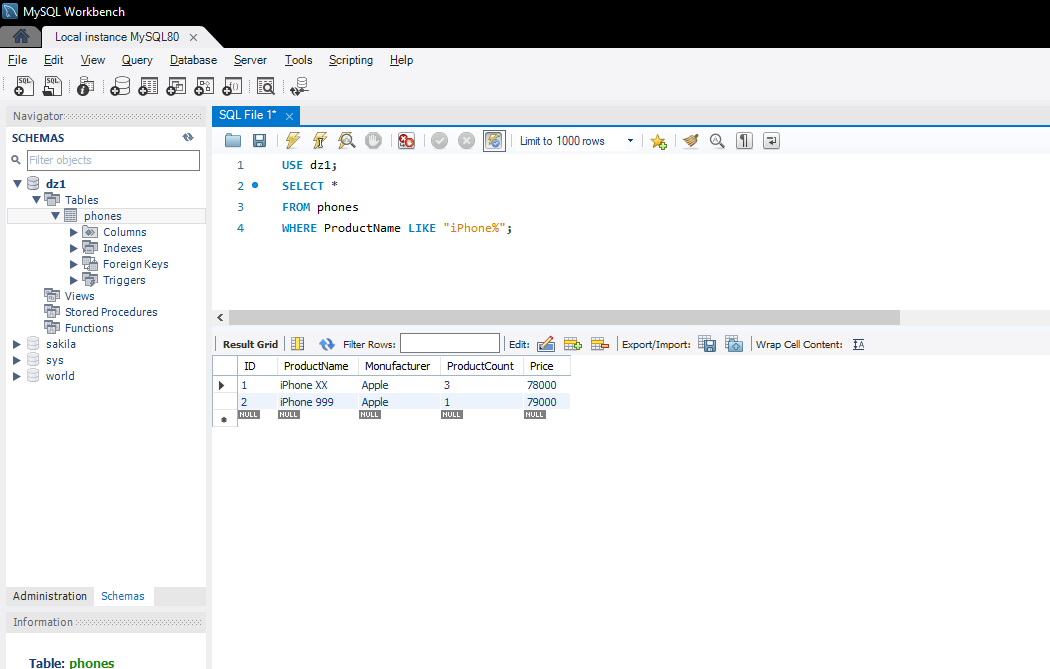 MySQL Workbench
Local instance MySQL80
File Edit View Query Database Server Tools Scripting Help
Navigator
SCHEMAS
Filter objects
dz1
Tables
phones
Columns
Indexes
Foreign Keys
Triggers
Views
Stored Procedures
Functions
sakila
sys
world
Administration Schemas
Information
Table: phones
SQL File 1*
Limit to 1000 rows
1 USE dz1;
2 SELECT *
3 FROM phones
4 WHERE ProductName LIKE "iPhone%";
Result Grid Filter Rows: Edit: Export/Import: Wrap Cell Content:
ID ProductName Monufacturer ProductCount Price
1 iPhone XX Apple 3 78000
2 iPhone 999 Apple 1 79000
NULL NULL NULL NULL NULL